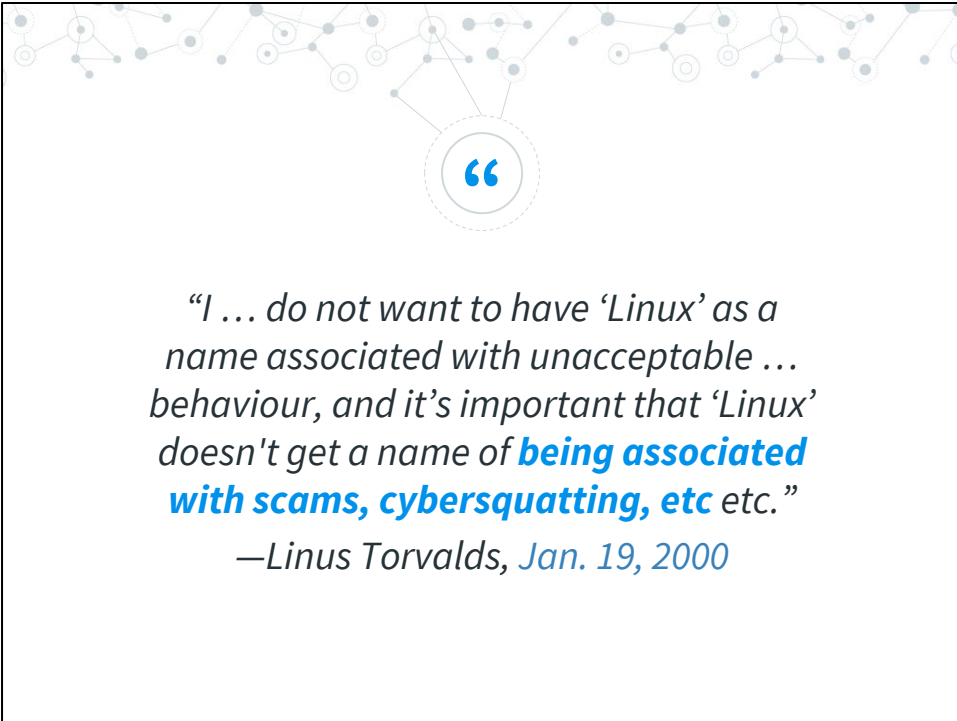 “
“I … do not want to have ‘Linux’ as a
name associated with unacceptable …
behaviour, and it’s important that ‘Linux’
doesn't get a name of being associated
with scams, cybersquatting, etc etc.”
—Linus Torvalds, Jan. 19, 2000